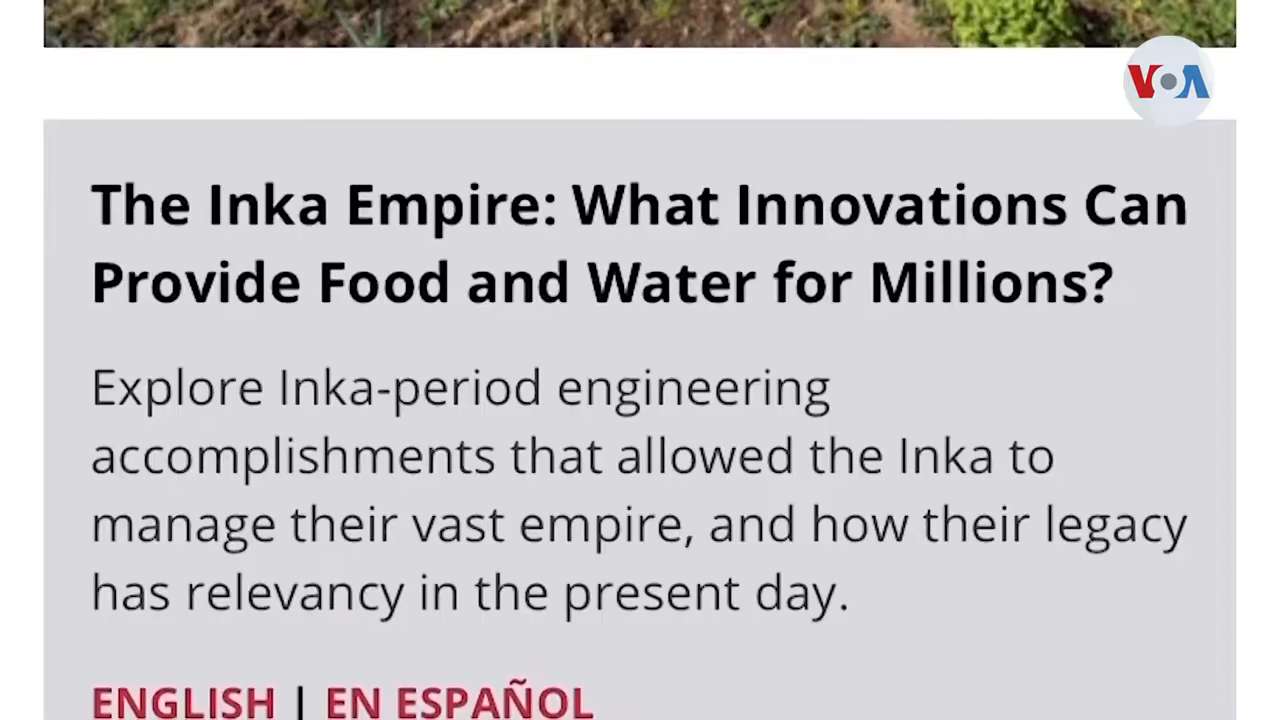 VOA
The Inka Empire: What Innovations Can
Provide Food and Water for Millions?
Explore Inka-period engineering
accomplishments that allowed the Inka to
manage their vast empire, and how their legacy
has relevancy in the present day.
ENGLISH | EN ESPAÑOL